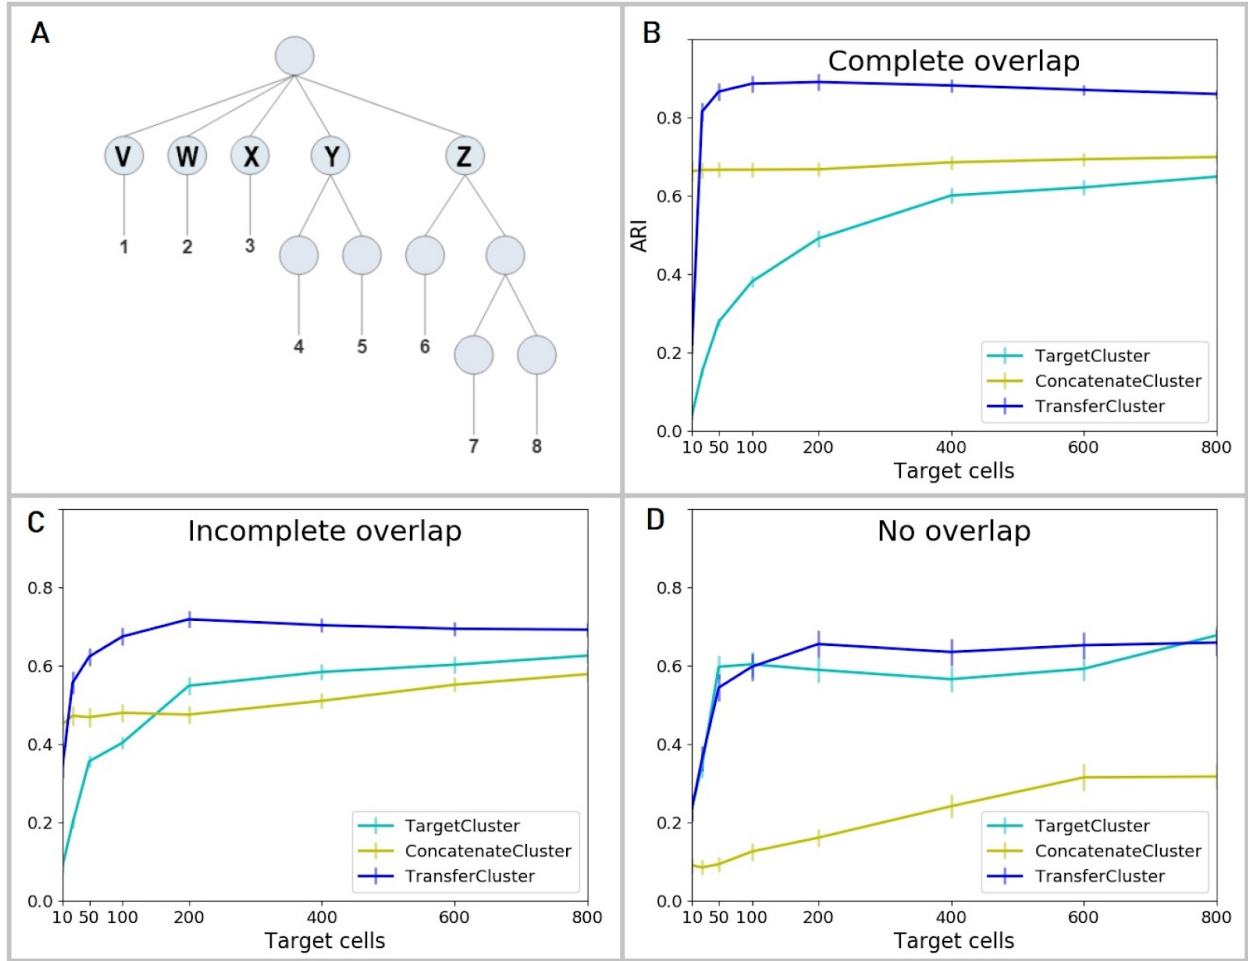 A
V W X Y Z
1 2 3
4 5 6
7 8
B
Complete overlap
ARI
0.8
0.6
0.4
0.2
0.0
10 50 100 200 400 600 800
Target cells
TargetCluster
ConcatenateCluster
TransferCluster
C
Incomplete overlap
0.8
0.6
0.4
0.2
0.0
10 50 100 200 400 600 800
Target cells
TargetCluster
ConcatenateCluster
TransferCluster
D
No overlap
0.8
0.6
0.4
0.2
0.0
10 50 100 200 400 600 800
Target cells
TargetCluster
ConcatenateCluster
TransferCluster